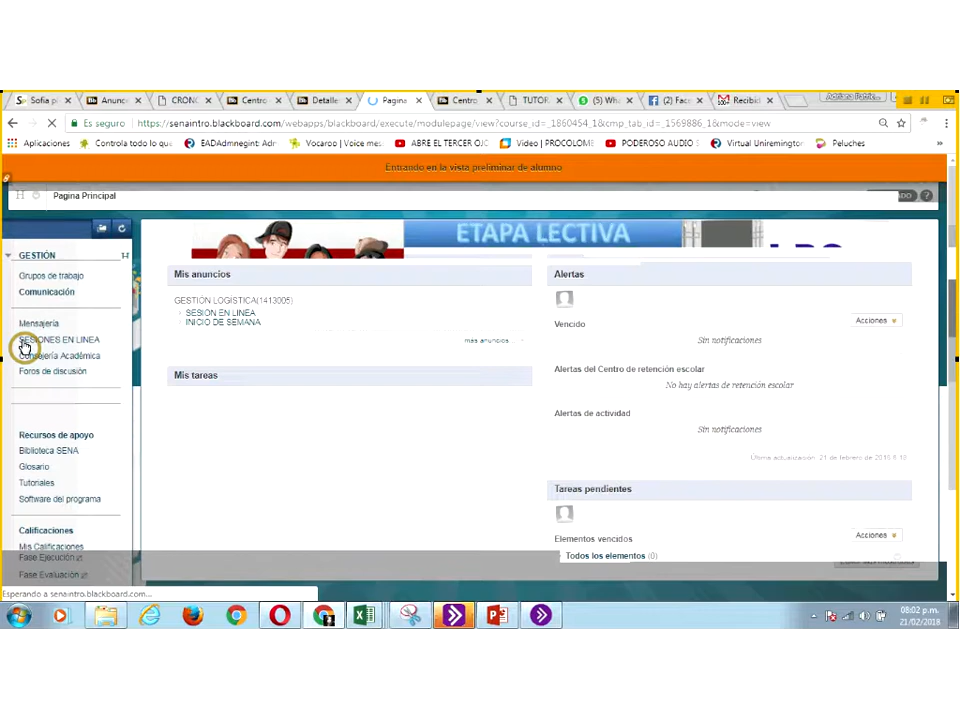 Sofia p
Anunc
CRONO
Centro
Detalle
Pagina
Centro
TUTOR
(5) Wha
(2) Fac
Recibid
Es seguro
https://senaintro.blackboard.com/webapps/blackboard/execute/modulepage/view?course_id=_1860454_1&cmp_tab_id=_1569886_1&mode=view
Aplicaciones
Controla todo lo que
EADAdmnegint: Adm
Vocaroo | Voice mes
ABRE EL TERCER OJO
Video | PROCOLOME
PODEROSO AUDIO S
Virtual Uniremington
Peluches
»
Entrando en la vista preliminar de alumno
Pagina Principal
GESTIÓN
Grupos de trabajo
Comunicación
Mensajería
SESIONES EN LINEA
Consejería Académica
Foros de discusión
Recursos de apoyo
Biblioteca SENA
Glosario
Tutoriales
Software del programa
Calificaciones
Mis Calificaciones
Fase Ejecución
Fase Evaluación
ETAPA LECTIVA
Mis anuncios
GESTIÓN LOGÍSTICA(1413005)
SESION EN LINEA
INICIO DE SEMANA
más anuncios...
Mis tareas
Alertas
Vencido
Acciones
Sin notificaciones
Alertas del Centro de retención escolar
No hay alertas de retención escolar
Alertas de actividad
Sin notificaciones
Tareas pendientes
Elementos vencidos
Acciones
Todos los elementos (0)
Esperando a senaintro.blackboard.com...
08:02 p.m.
21/02/2018